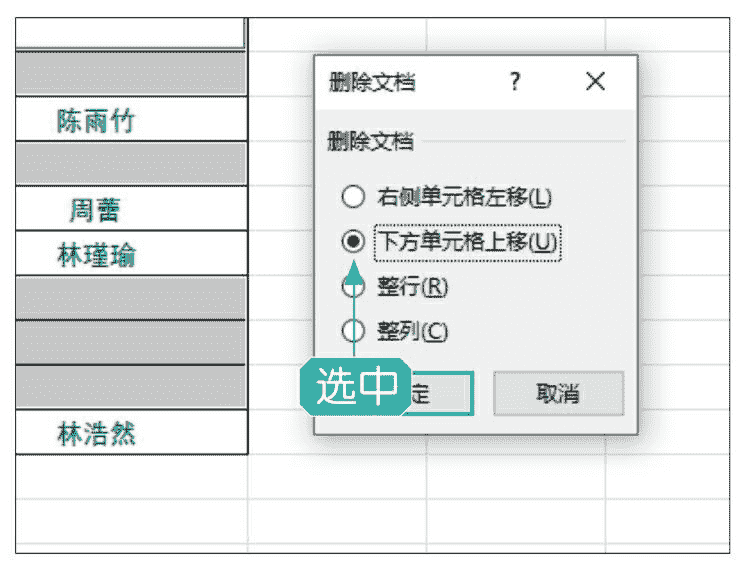 删除文档 ?
删除文档
陈雨竹
右侧单元格左移(L)
周蕾
下方单元格上移(U)
林瑾瑜
整行(R)
整列(C)
选中
定
取消
林浩然